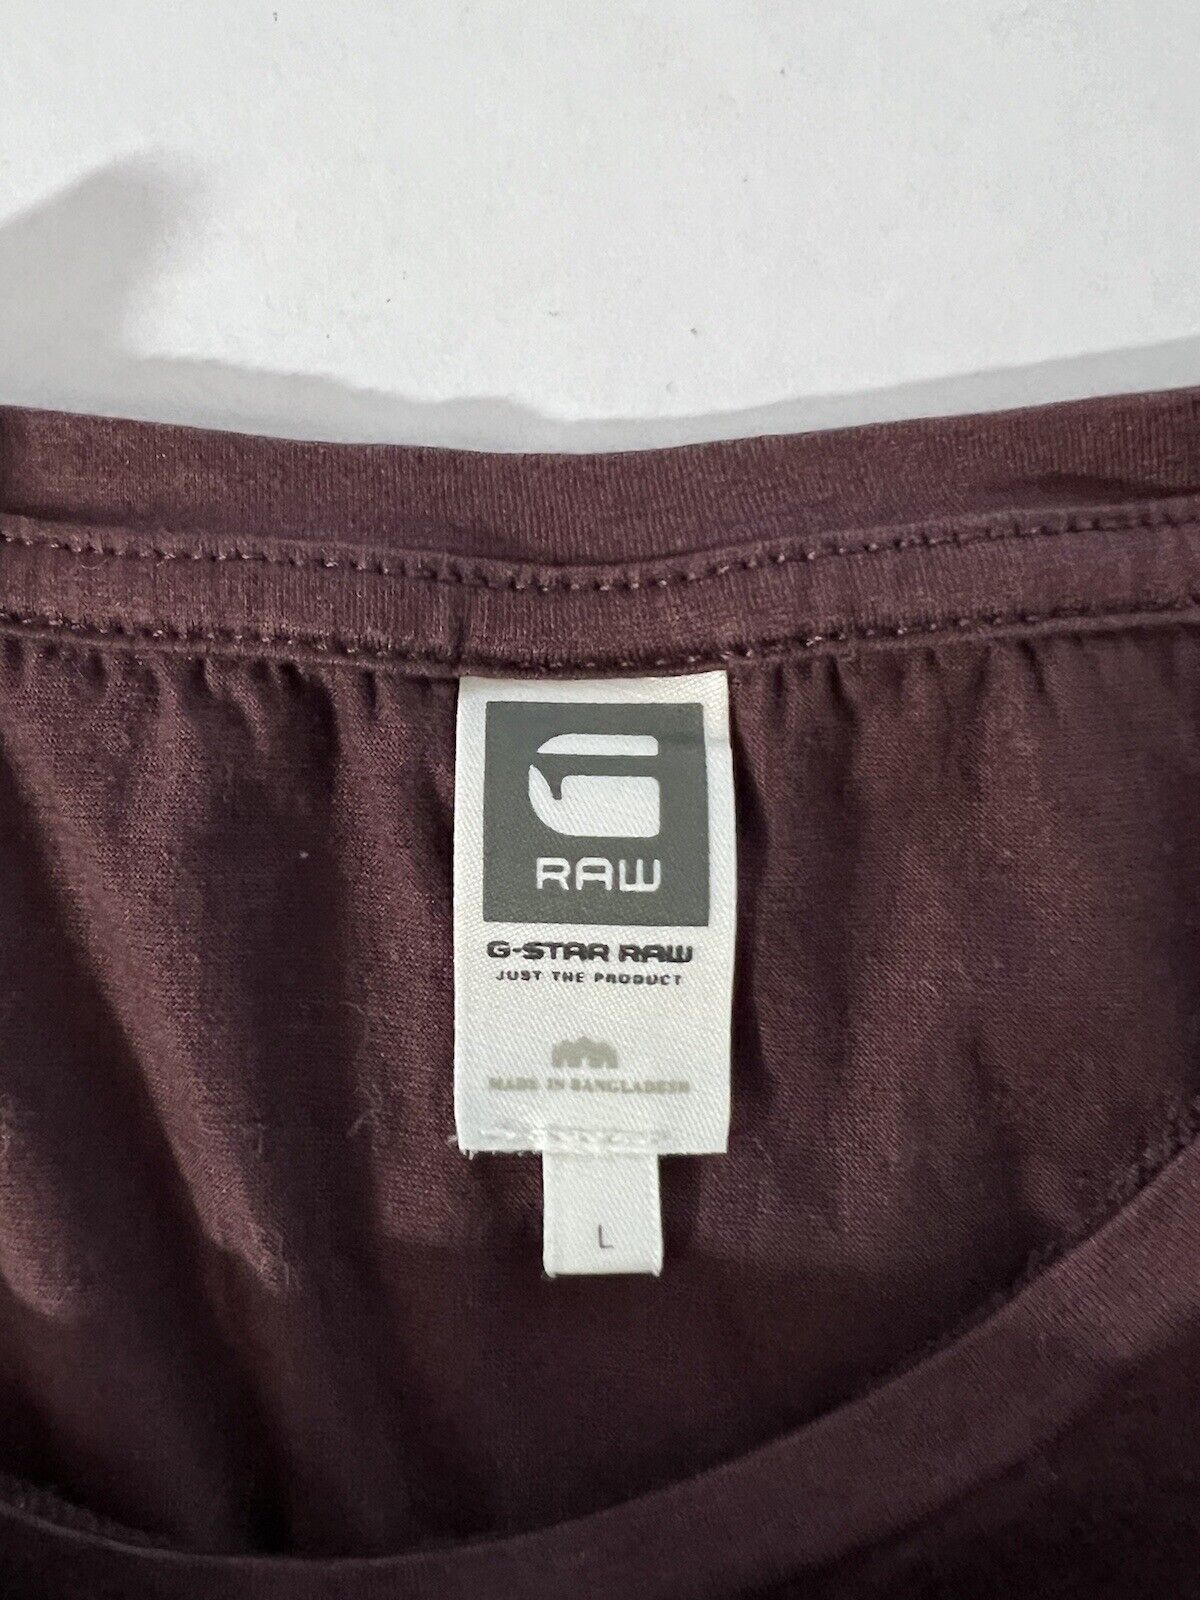 RAW
G-STAR RAW
JUST THE PRODUCT
MADE IN BANGLADESH
L